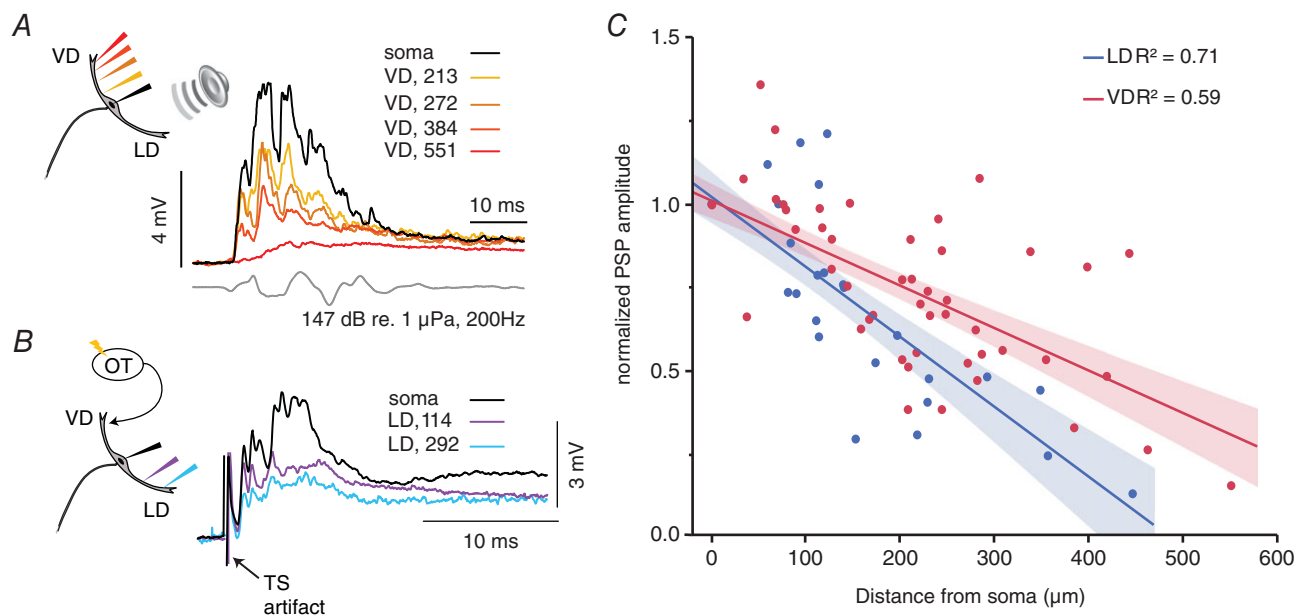 A
VD
LD
soma
VD, 213
VD, 272
VD, 384
VD, 551
4 mV
10 ms
147 dB re. 1 µPa, 200Hz
B
OT
VD
LD
soma
LD,114
LD, 292
3 mV
10 ms
TS
artifact
C
LD R² = 0.71
VD R² = 0.59
normalized PSP amplitude
1.5
1.0
0.5
0.0
0
100
200
300
400
500
600
Distance from soma (µm)